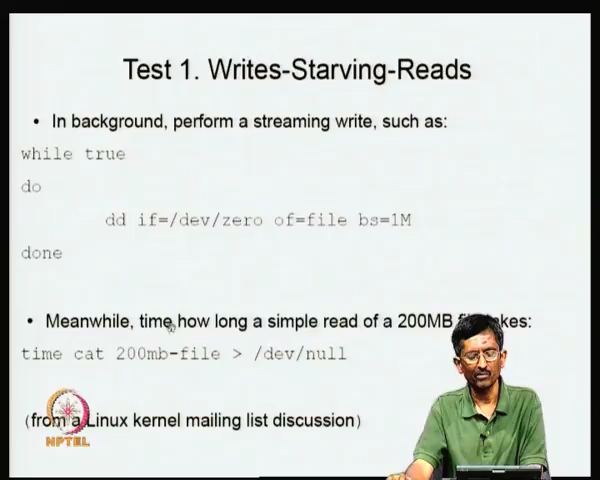 Test 1. Writes-Starving-Reads
• In background, perform a streaming write, such as:
while true
do
dd if=/dev/zero of=file bs=1M
done
• Meanwhile, time how long a simple read of a 200MB takes:
time cat 200mb-file > /dev/null
(from a Linux kernel mailing list discussion)
NPTEL